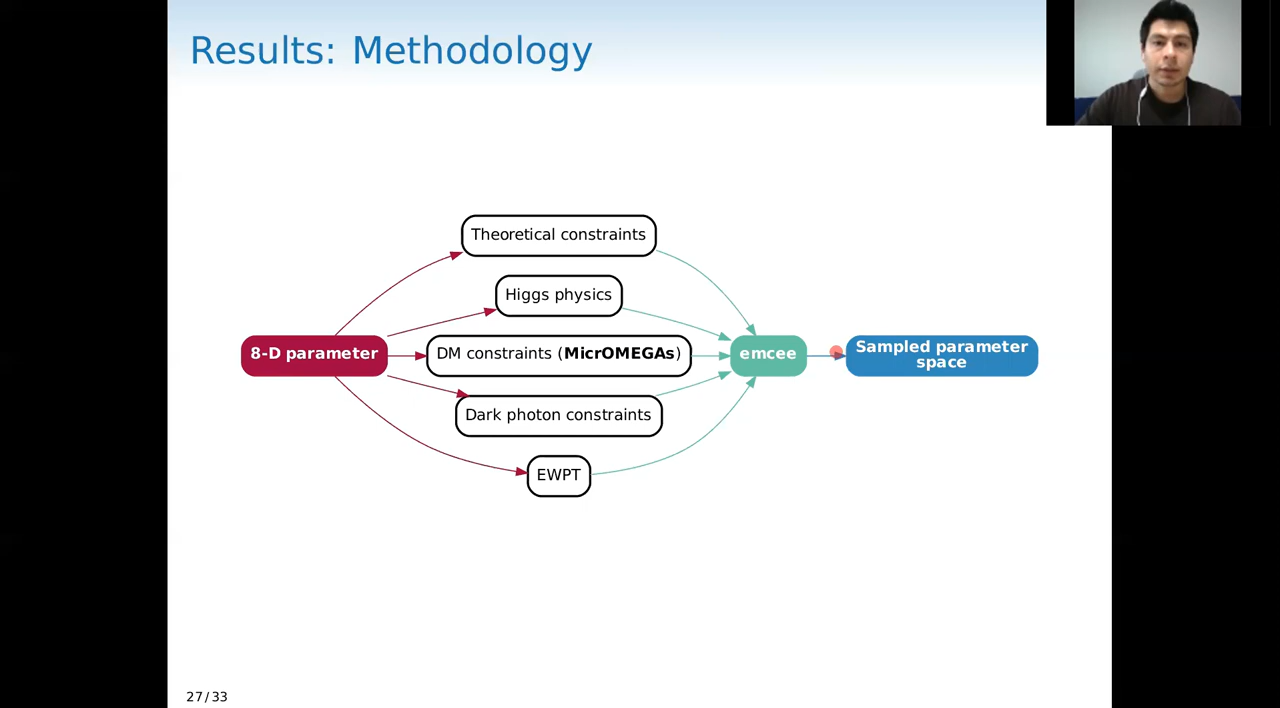 Results: Methodology
Theoretical constraints
Higgs physics
8-D parameter
DM constraints (MicrOMEGAs)
emcee
Sampled parameter
space
Dark photon constraints
EWPT
27/33